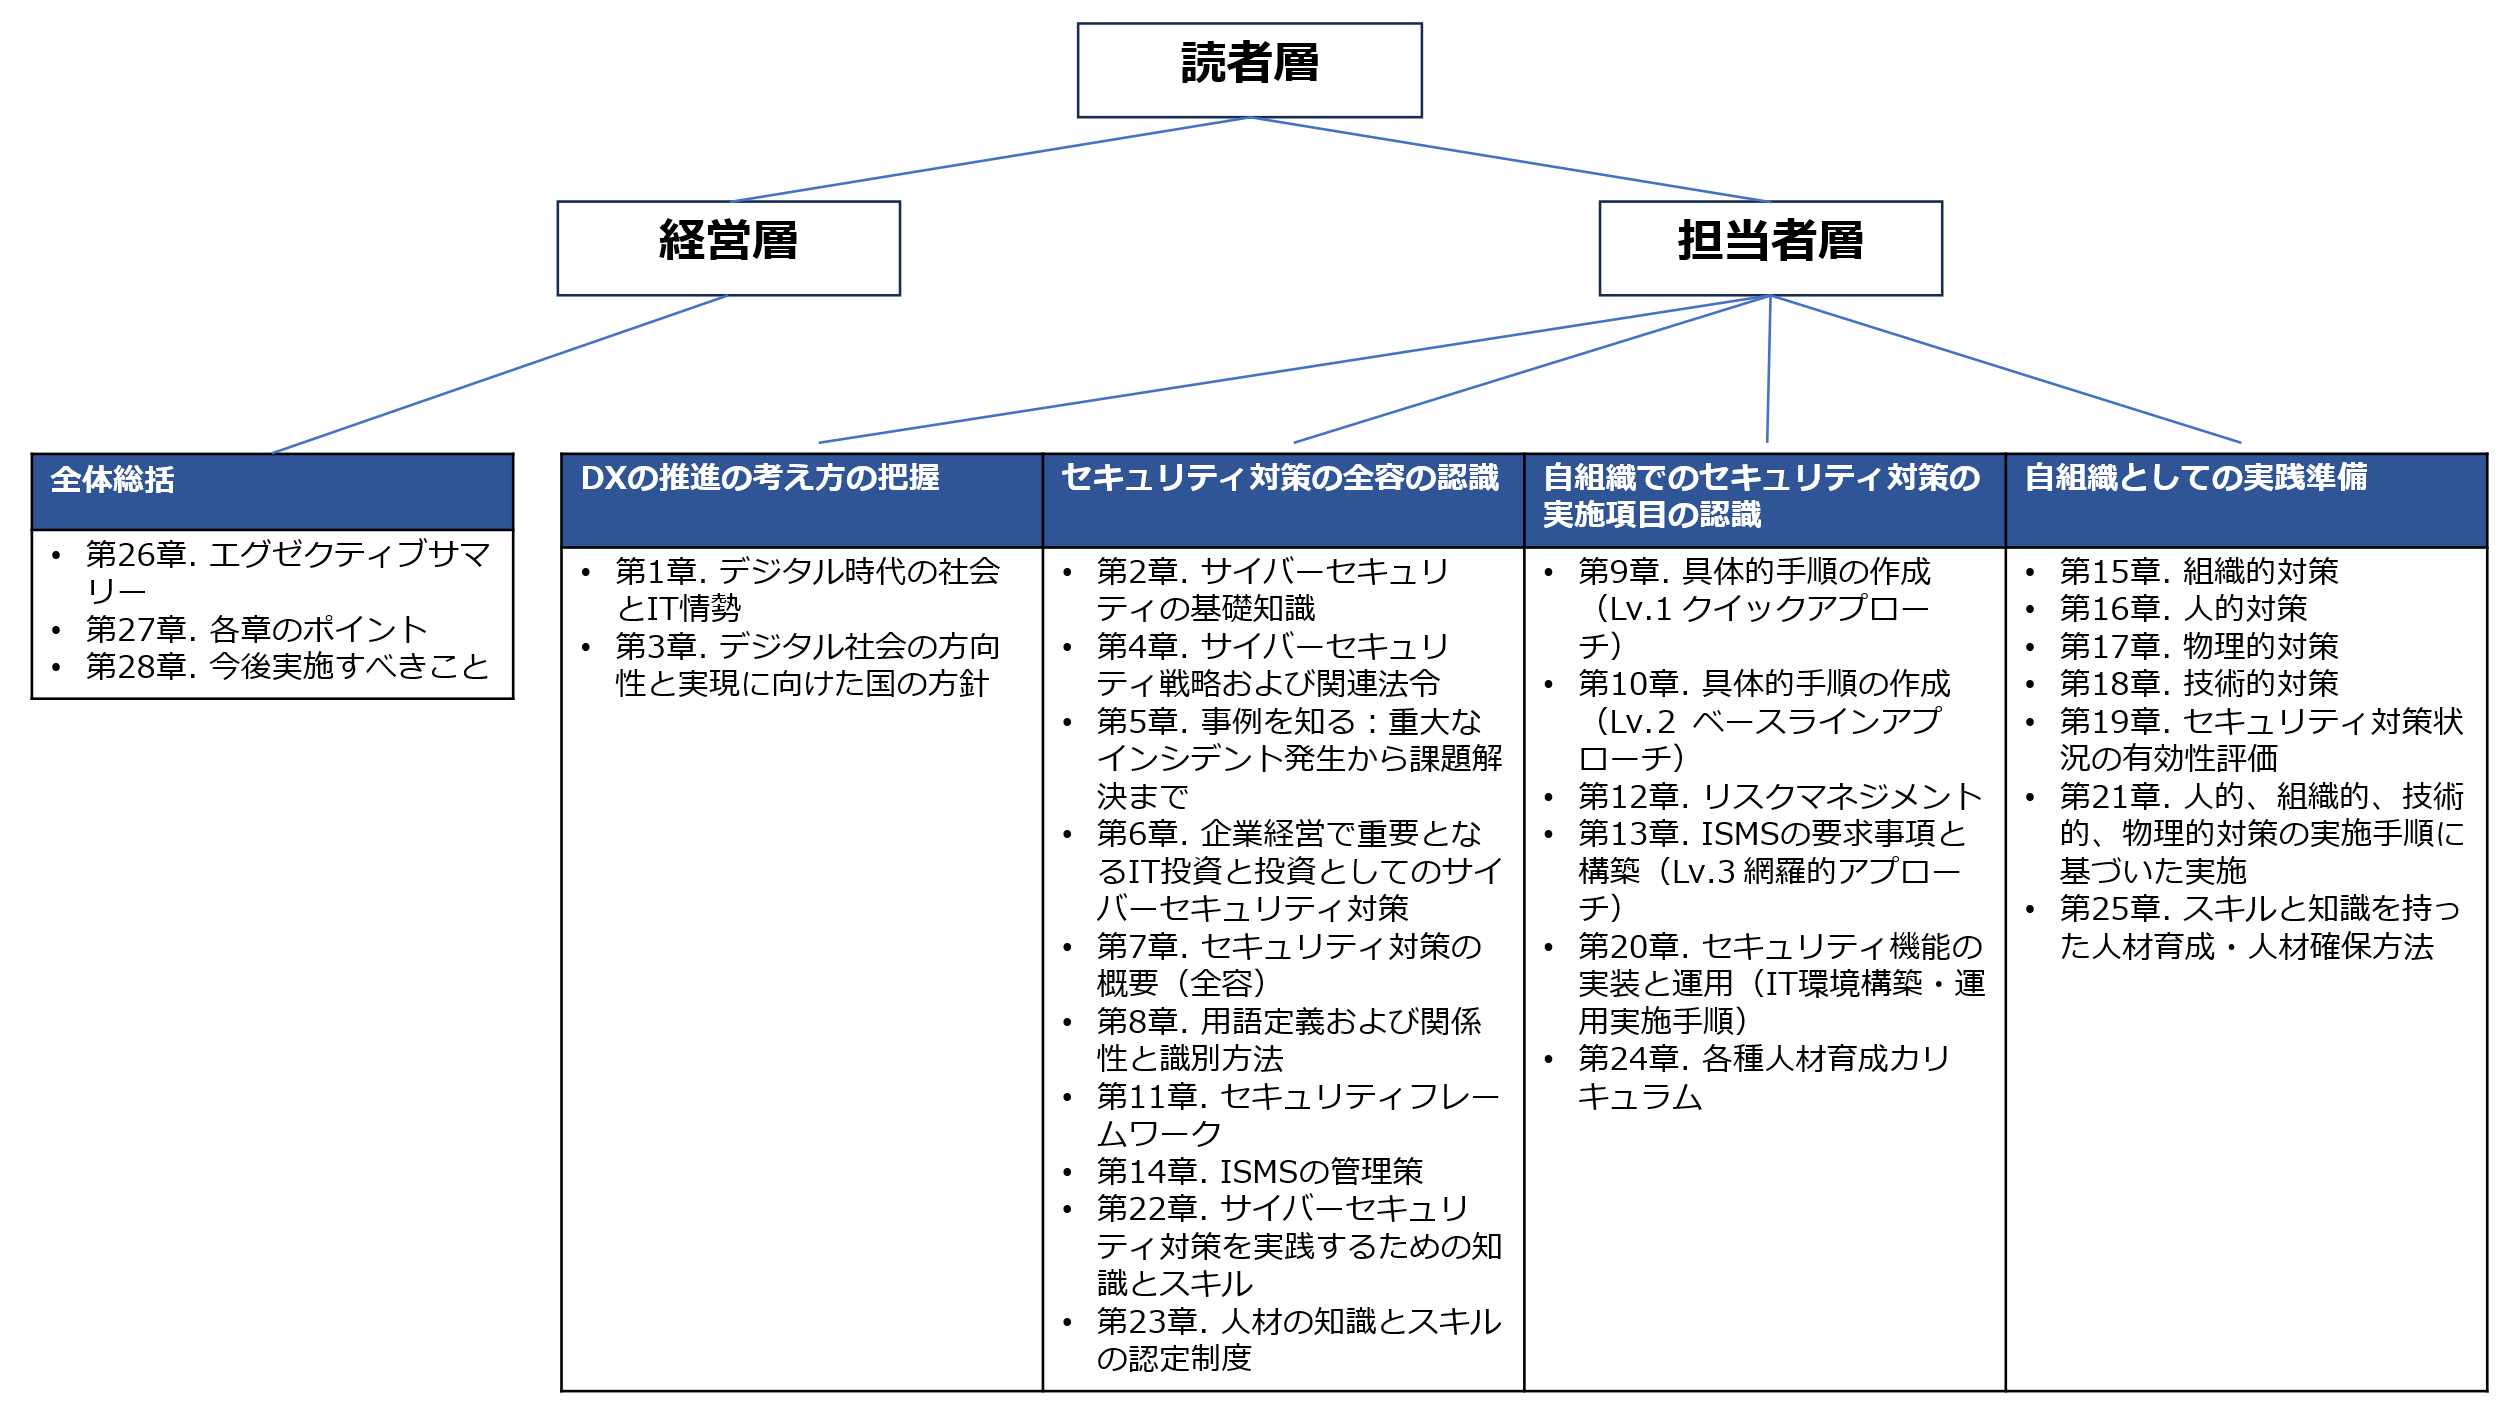 読者層
経営層
担当者層
全体総括
• 第26章. エグゼクティブサマ
リー
• 第27章. 各章のポイント
• 第28章. 今後実施すべきこと
DXの推進の考え方の把握
• 第1章. デジタル時代の社会
とIT情勢
• 第3章. デジタル社会の方向
性と実現に向けた国の方針
セキュリティ対策の全容の認識
• 第2章. サイバーセキュリ
ティの基礎知識
• 第4章. サイバーセキュリ
ティ戦略および関連法令
• 第5章. 事例を知る：重大な
インシデント発生から課題解
決まで
• 第6章. 企業経営で重要とな
るIT投資と投資としてのサイ
バーセキュリティ対策
• 第7章. セキュリティ対策の
概要（全容）
• 第8章. 用語定義および関係
性と識別方法
• 第11章. セキュリティフレー
ムワーク
• 第14章. ISMSの管理策
• 第22章. サイバーセキュリ
ティ対策を実践するための知
識とスキル
• 第23章. 人材の知識とスキル
の認定制度
自組織でのセキュリティ対策の
実施項目の認識
• 第9章. 具体的手順の作成
（Lv.1 クイックアプロー
チ）
• 第10章. 具体的手順の作成
（Lv.2 ベースラインアプ
ローチ）
• 第12章. リスクマネジメント
• 第13章. ISMSの要求事項と
構築（Lv.3 網羅的アプロー
チ）
• 第20章. セキュリティ機能の
実装と運用（IT環境構築・運
用実施手順）
• 第24章. 各種人材育成カリ
キュラム
自組織としての実践準備
• 第15章. 組織的対策
• 第16章. 人的対策
• 第17章. 物理的対策
• 第18章. 技術的対策
• 第19章. セキュリティ対策状
況の有効性評価
• 第21章. 人的、組織的、技術
的、物理的対策の実施手順に
基づいた実施
• 第25章. スキルと知識を持っ
た人材育成・人材確保方法